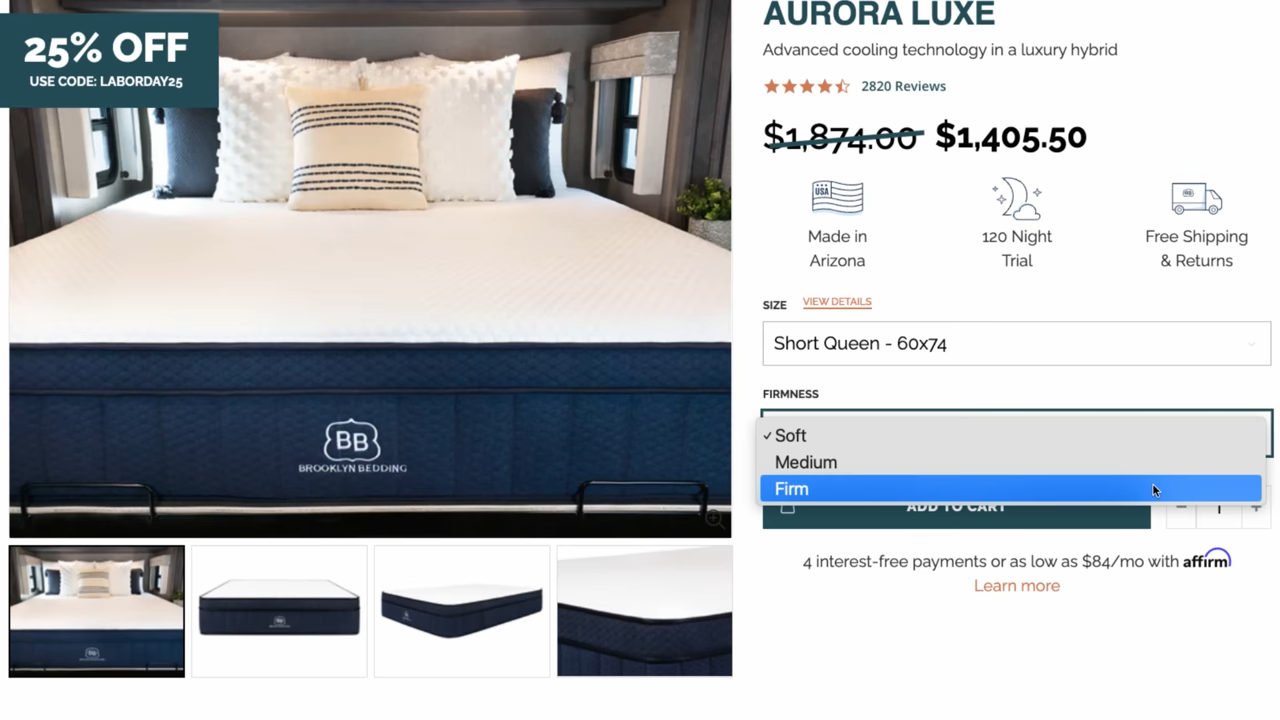 25% OFF
USE CODE: LABORDAY25
BB
BROOKLYN BEDDING
AURORA LUXE
Advanced cooling technology in a luxury hybrid
2820 Reviews
$1,874.00 $1,405.50
USA
BB
Made in
Arizona
120 Night
Trial
Free Shipping
& Returns
SIZE VIEW DETAILS
Short Queen - 60x74
FIRMNESS
✓ Soft
Medium
Firm
ADD TO CART
1
4 interest-free payments or as low as $84/mo with affirm
Learn more